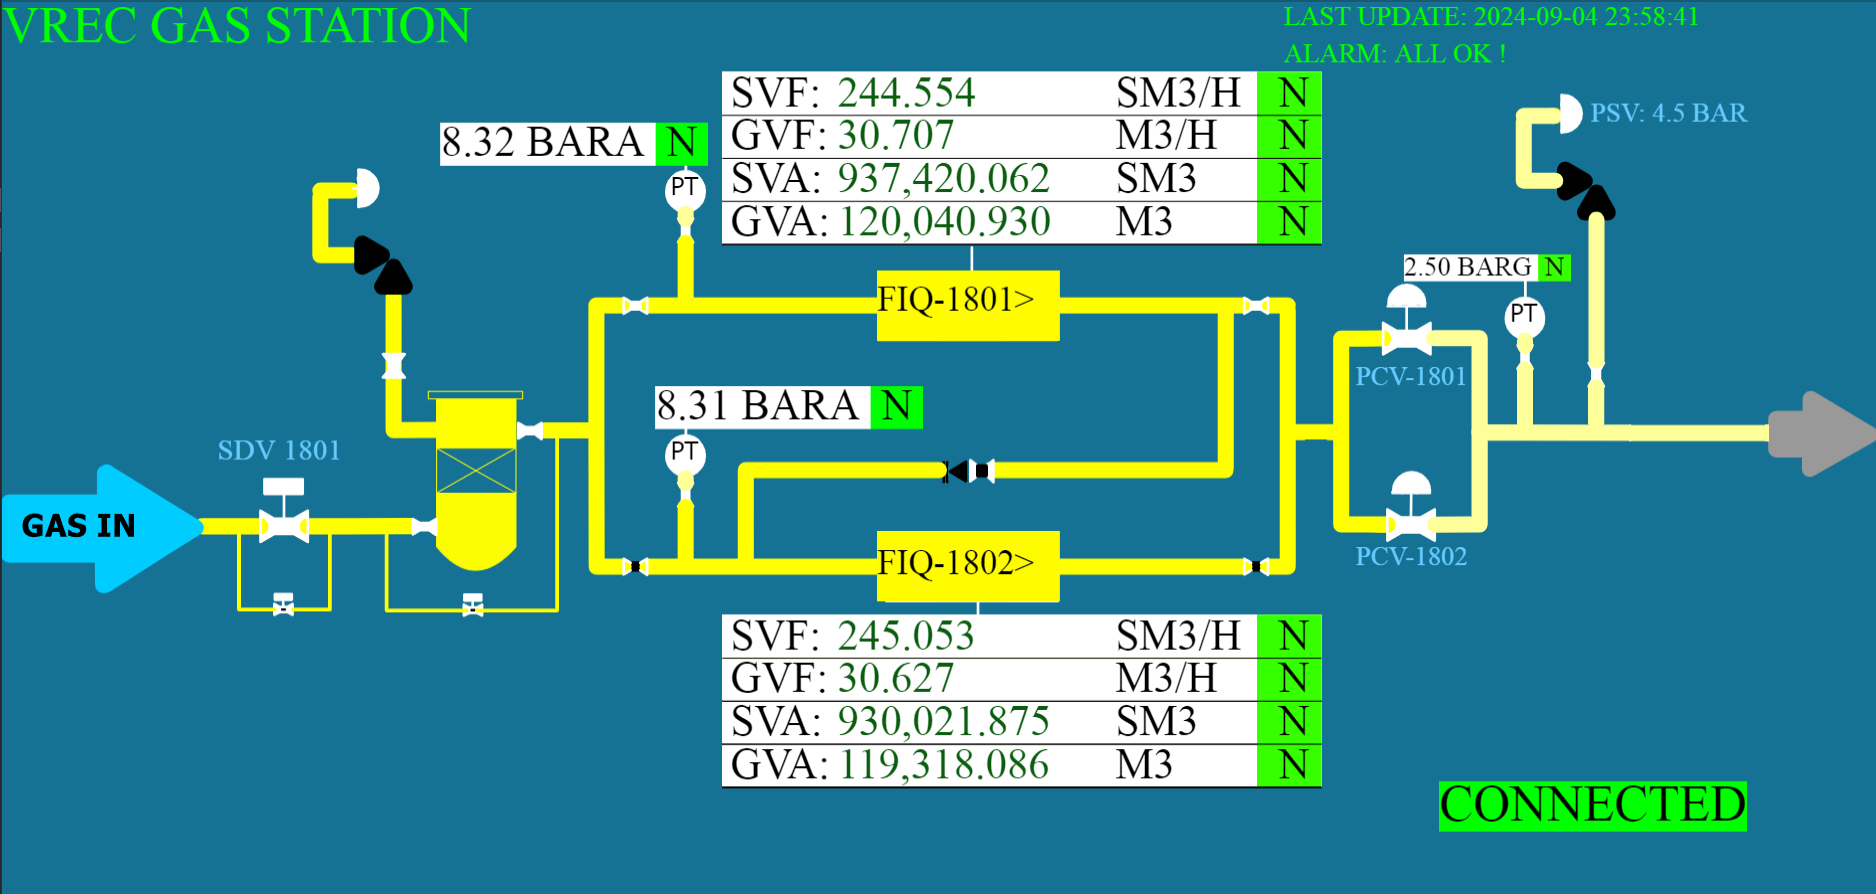 VREC GAS STATION
LAST UPDATE: 2024-09-04 23:58:41
ALARM: ALL OK !
SVF: 244.554 SM3/H N
GVF: 30.707 M3/H N
SVA: 937,420.062 SM3 N
GVA: 120,040.930 M3 N
8.32 BARA N
PT
PSV: 4.5 BAR
2.50 BARG N
PT
FIQ-1801>
PCV-1801
8.31 BARA N
PT
SDV 1801
GAS IN
FIQ-1802>
PCV-1802
SVF: 245.053 SM3/H N
GVF: 30.627 M3/H N
SVA: 930,021.875 SM3 N
GVA: 119,318.086 M3 N
CONNECTED